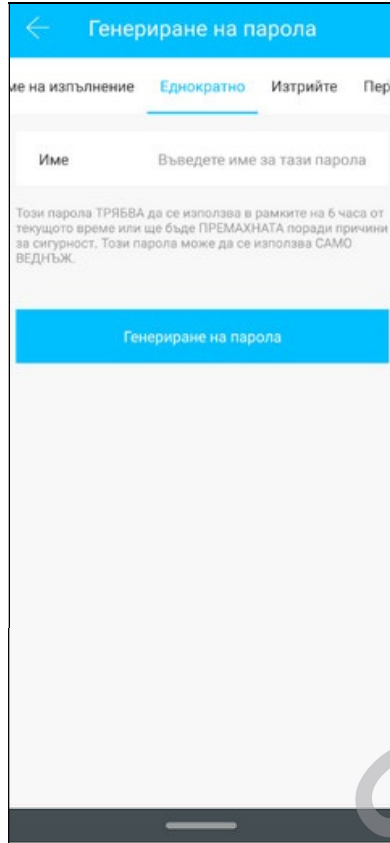 Генериране на парола
ме на изпълнение Еднократно Изтрийте Пер
Име Въведете име за тази паро
Този парола ТРЯБВА да се използва в рамките на 6 часа от
текущото време или ще бъде ПРЕМАХНАТА поради причини
за сигурност. Този парола може да се използва САМО
ВЕДНЪЖ.
Генериране на парола